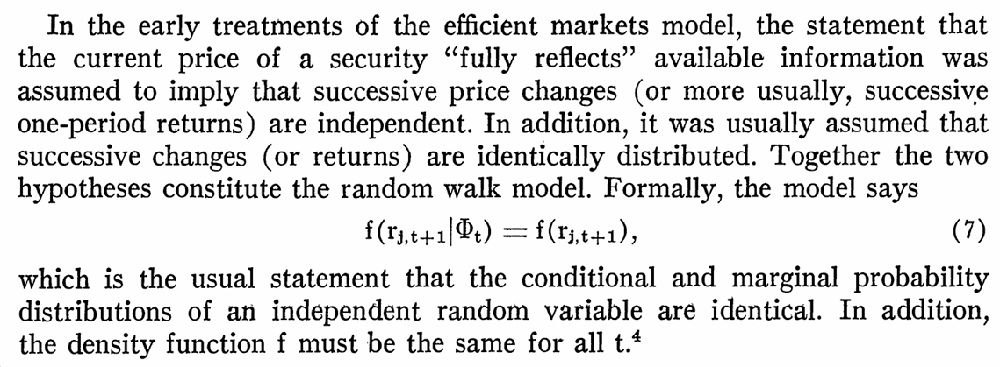 In the early treatments of the efficient markets model, the statement that
the current price of a security “fully reflects” available information was
assumed to imply that successive price changes (or more usually, successive
one-period returns) are independent. In addition, it was usually assumed that
successive changes (or returns) are identically distributed. Together the two
hypotheses constitute the random walk model. Formally, the model says
f(r_{j,t+1}|Φ_t) = f(r_{j,t+1}), (7)
which is the usual statement that the conditional and marginal probability
distributions of an independent random variable are identical. In addition,
the density function f must be the same for all t.⁴